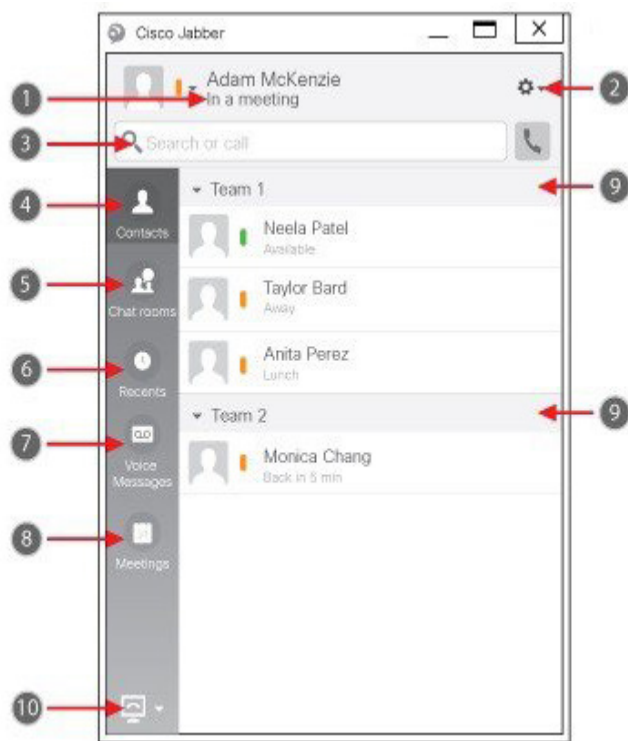 Cisco Jabber
Adam McKenzie
1
In a meeting
2
3
Search or call
4
Contacts
Team 1
9
Neela Patel
Available
5
Chat rooms
Taylor Bard
Away
6
Recents
Anita Perez
Lunch
7
Voice
Messages
Team 2
9
Monica Chang
Back in 5 min
8
Meetings
10